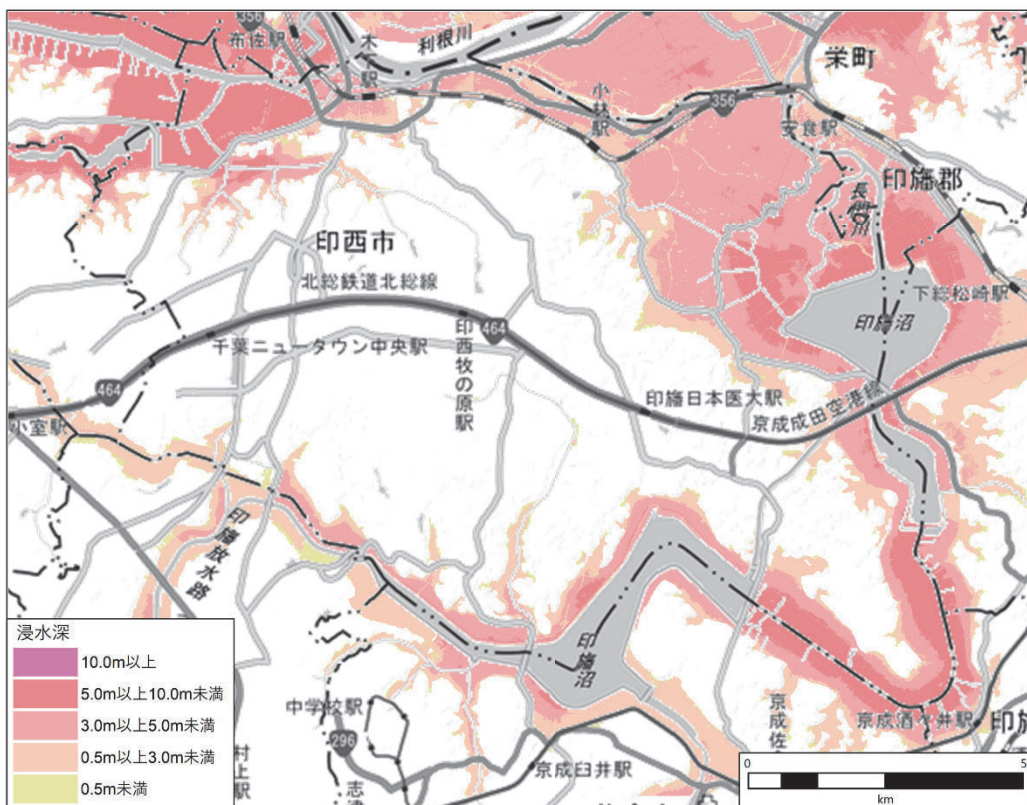 356
布佐駅
木下駅
利根川
栄町
小林駅
356
安食駅
印旛郡
長門川
印西市
北総鉄道北総線
下総松崎駅
印旛沼
464
千葉ニュータウン中央駅
印西牧の原駅
464
印旛日本医大駅
京成成田空港線
小室駅
印旛放水路
浸水深
10.0m以上
5.0m以上10.0m未満
3.0m以上5.0m未満
0.5m以上3.0m未満
0.5m未満
印旛沼
中学校駅
296
京成臼井駅
京成佐
京成酒々井駅
印旛
村上駅
志津
0
5
km